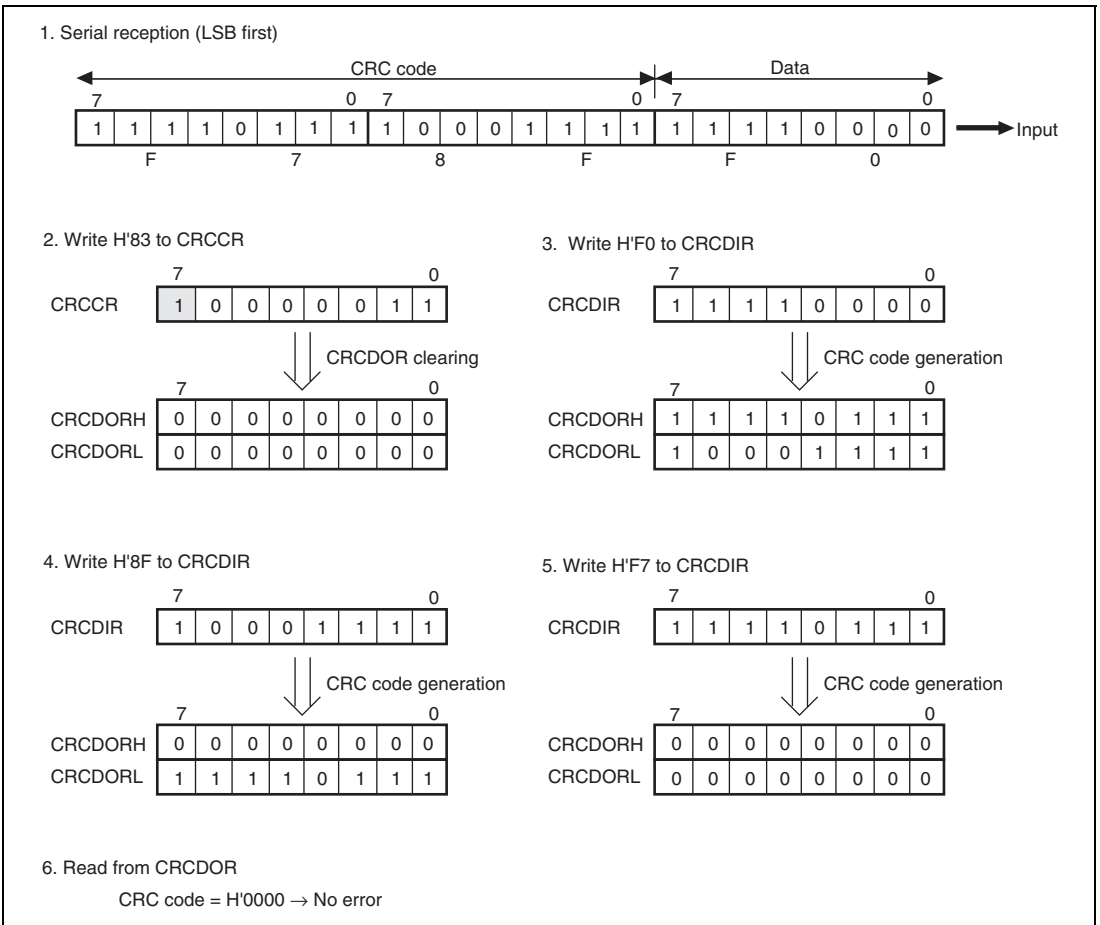 1. Serial reception (LSB first)
CRC code Data
7 0 7 0 7 0
1 1 1 1 0 1 1 1 1 0 0 0 1 1 1 1 1 1 1 1 0 0 0 0 Input
F 7 8 F F 0
2. Write H'83 to CRCCR
7 0
CRCCR 1 0 0 0 0 0 1 1
CRCDOR clearing
7 0
CRCDORH 0 0 0 0 0 0 0 0
CRCDORL 0 0 0 0 0 0 0 0
3. Write H'F0 to CRCDIR
7 0
CRCDIR 1 1 1 1 0 0 0 0
CRC code generation
7 0
CRCDORH 1 1 1 1 0 1 1 1
CRCDORL 1 0 0 0 1 1 1 1
4. Write H'8F to CRCDIR
7 0
CRCDIR 1 0 0 0 1 1 1 1
CRC code generation
7 0
CRCDORH 0 0 0 0 0 0 0 0
CRCDORL 1 1 1 1 0 1 1 1
5. Write H'F7 to CRCDIR
7 0
CRCDIR 1 1 1 1 0 1 1 1
CRC code generation
7 0
CRCDORH 0 0 0 0 0 0 0 0
CRCDORL 0 0 0 0 0 0 0 0
6. Read from CRCDOR
CRC code = H'0000 → No error